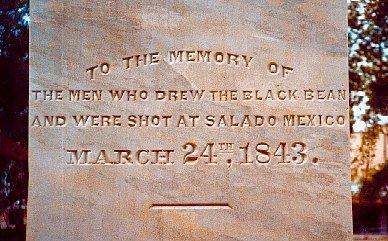 TO THE MEMORY OF
THE MEN WHO DREW THE BLACK BEAN
AND WERE SHOT AT SALADO MEXICO
MARCH 24TH, 1843.